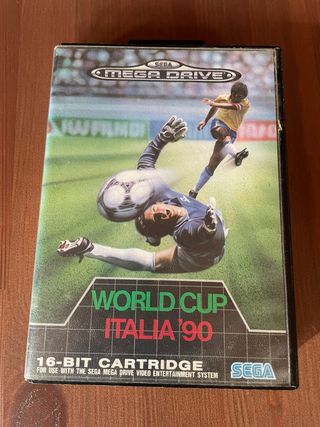 SEGA
MEGA DRIVE
WORLD CUP
ITALIA '90
16-BIT CARTRIDGE
FOR USE WITH THE SEGA MEGA DRIVE VIDEO ENTERTAINMENT SYSTEM
SEGA